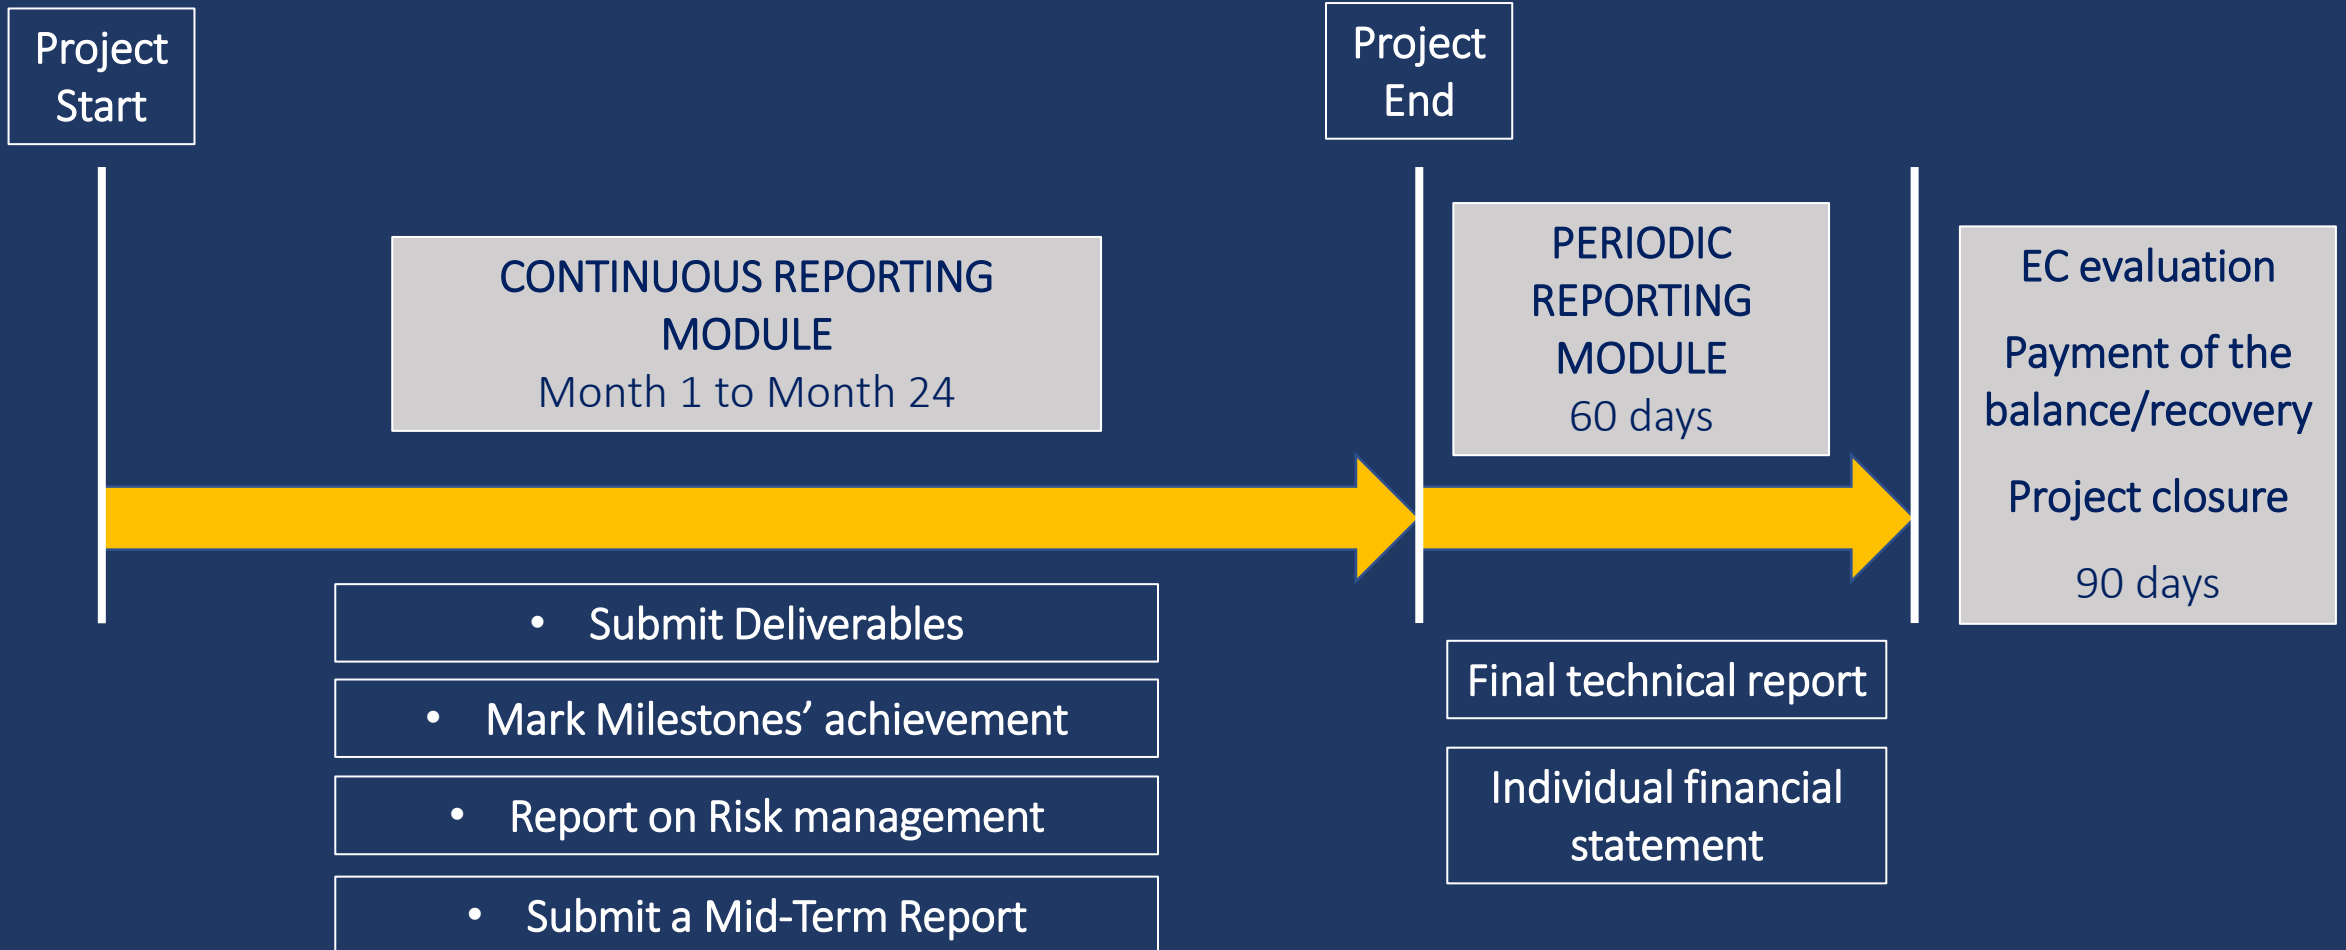 Project
Start
Project
End
CONTINUOUS REPORTING
MODULE
Month 1 to Month 24
PERIODIC
REPORTING
MODULE
60 days
EC evaluation
Payment of the
balance/recovery
Project closure
90 days
• Submit Deliverables
• Mark Milestones’ achievement
• Report on Risk management
• Submit a Mid-Term Report
Final technical report
Individual financial
statement